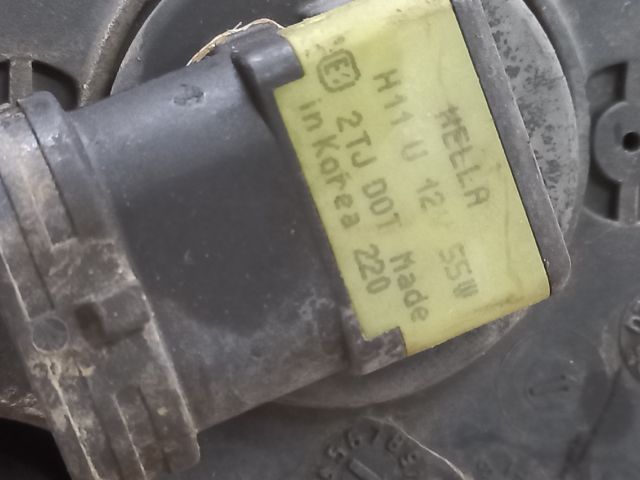 HELLA
H11 U 12V 55W
E 2TJ DOT Made
in Korea 220